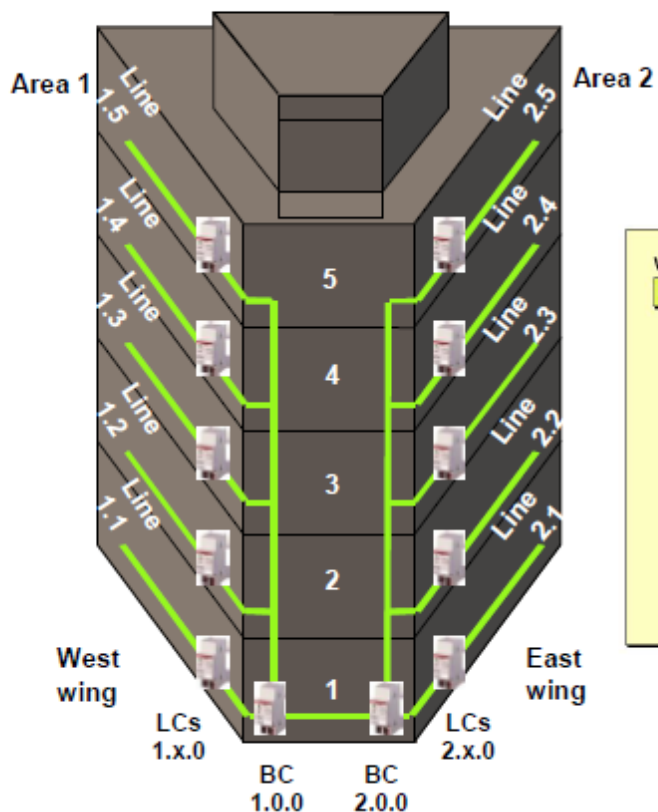 Area 1
Area 2
Line
1.5
Line
2.5
Line
1.4
Line
2.4
Line
1.3
Line
2.3
Line
1.2
Line
2.2
Line
1.1
Line
2.1
5
4
3
2
1
West
wing
East
wing
LCs
1.x.0
LCs
2.x.0
BC
1.0.0
BC
2.0.0